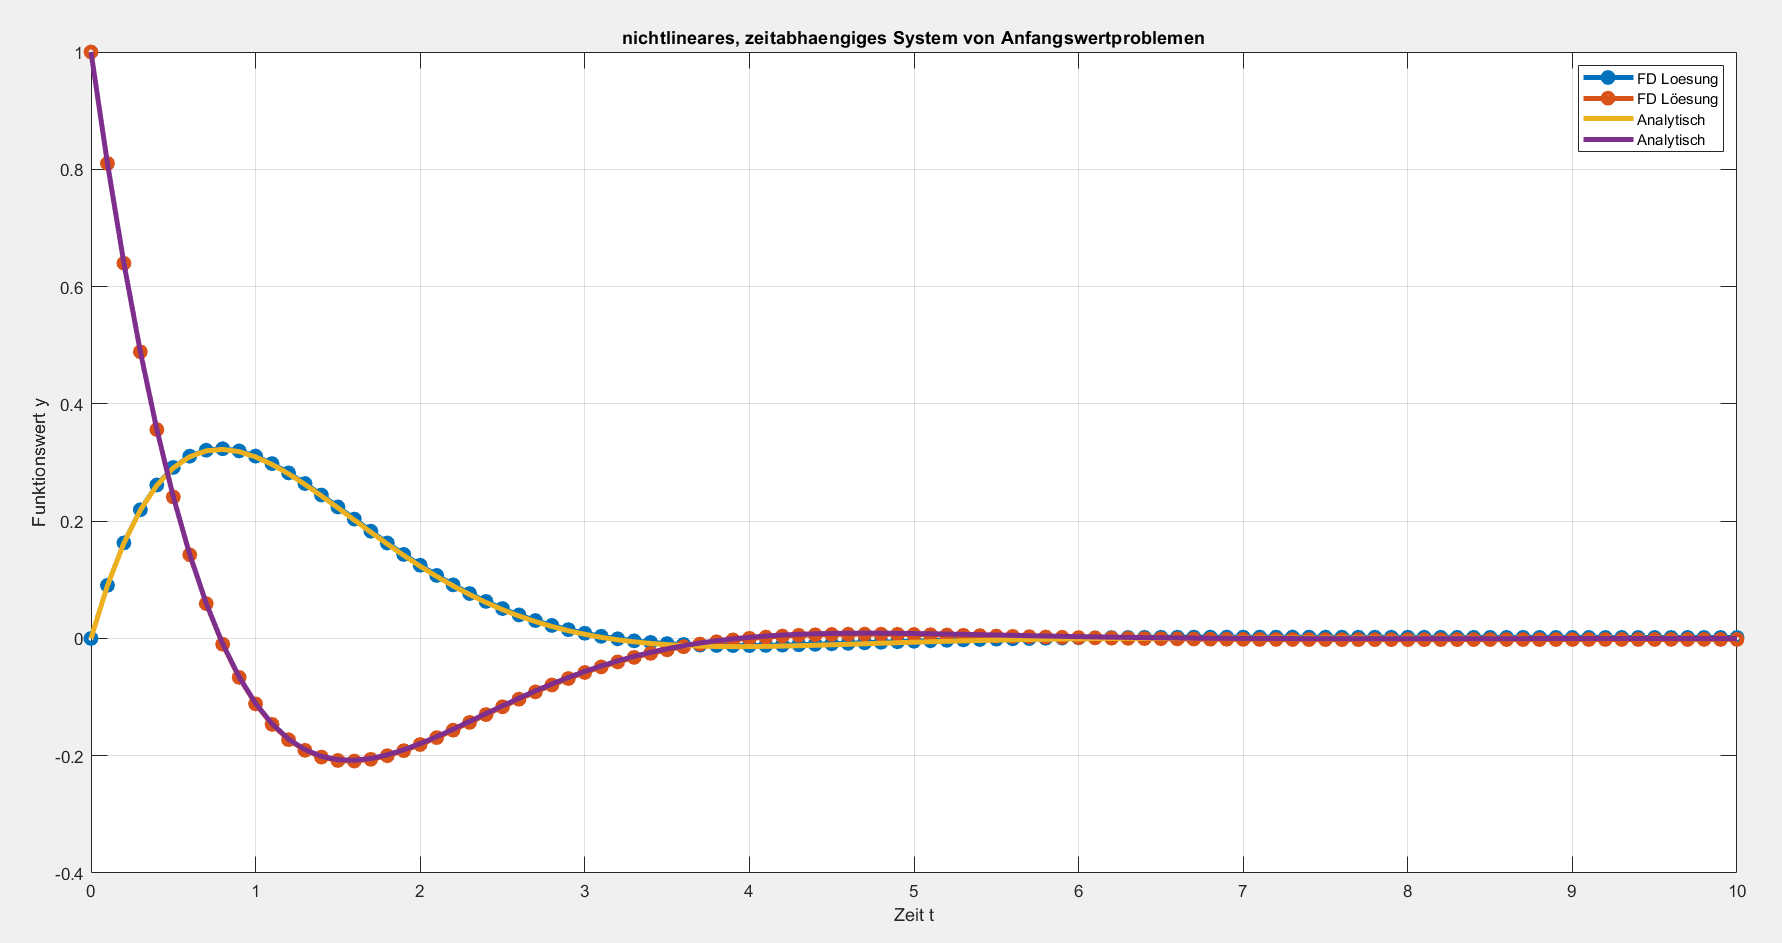 nichtlineares, zeitabhaengiges System von Anfangswertproblemen
FD Loesung
FD Löesung
Analytisch
Analytisch
Funktionswert y
1
0.8
0.6
0.4
0.2
0
-0.2
-0.4
0 1 2 3 4 5 6 7 8 9 10
Zeit t